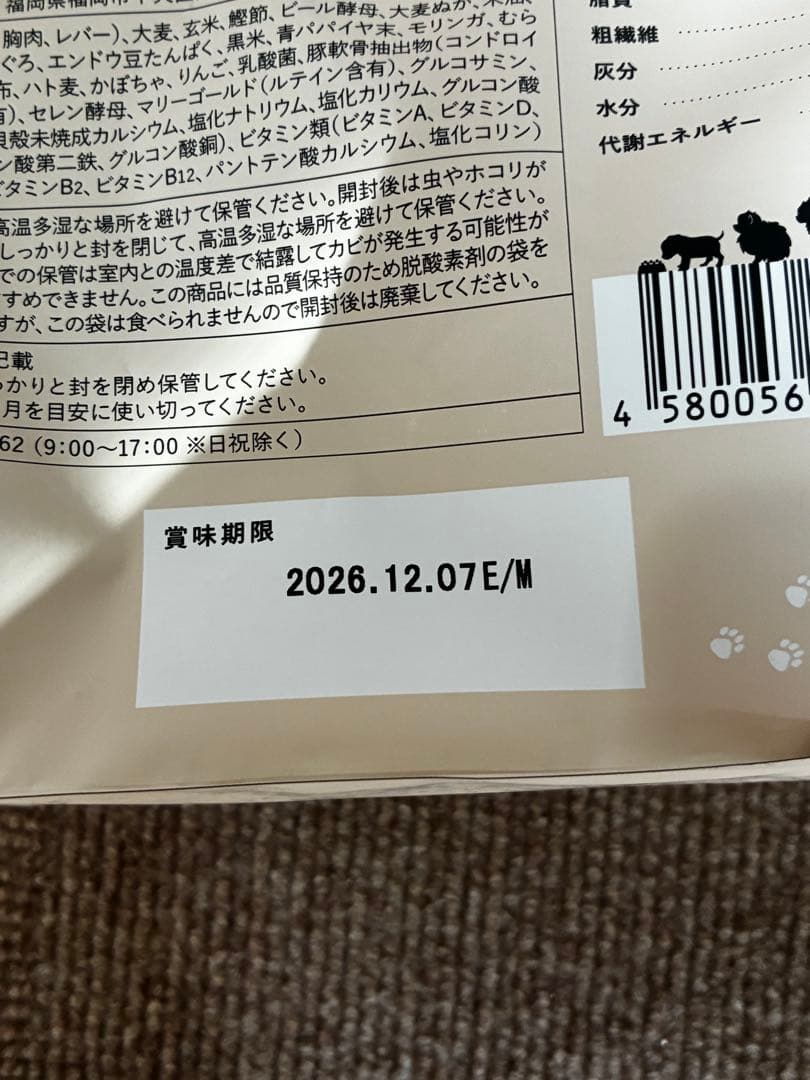 胸肉、レバー)、大麦、玄米、鰹節、ビール酵母、大麦ぬか、米油、
ぐろ、エンドウ豆たんぱく、黒米、青パパイヤ末、モリンガ、むら
布、ハト麦、かぼちゃ、りんご、乳酸菌、豚軟骨抽出物(コンドロイ
有)、セレン酵母、マリーゴールド(ルテイン含有)、グルコサミン、
貝殻未焼成カルシウム、塩化ナトリウム、塩化カリウム、グルコン酸
ン酸第二鉄、グルコン酸銅)、ビタミン類(ビタミンA、ビタミンD、
ビタミンB2、ビタミンB12、パントテン酸カルシウム、塩化コリン)
高温多湿な場所を避けて保管ください。開封後は虫やホコリが
しっかりと封を閉じて、高温多湿な場所を避けて保管ください。
での保管は室内との温度差で結露してカビが発生する可能性が
すすめできません。この商品には品質保持のため脱酸素剤の袋を
すが、この袋は食べられませんので開封後は廃棄してください。
記載
っかりと封を閉め保管してください。
月を目安に使い切ってください。
62(9:00〜17:00 ※日祝除く)
脂質
粗繊維
灰分
水分
代謝エネルギー
4 580056
賞味期限
2026.12.07E/M